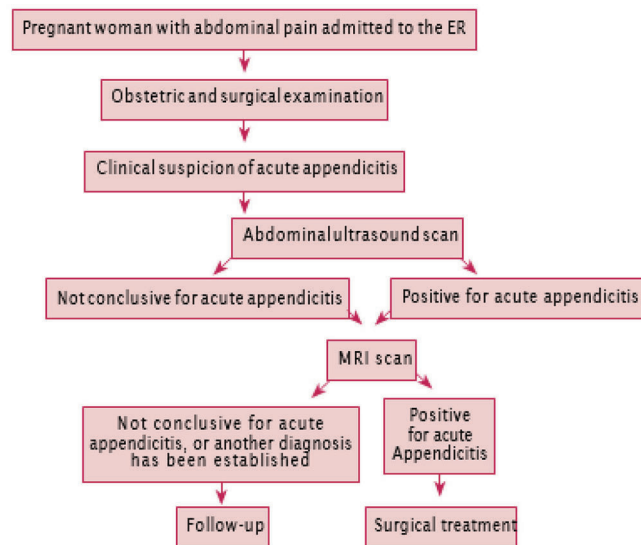 Pregnant woman with abdominal pain admitted to the ER
Obstetric and surgical examination
Clinical suspicion of acute appendicitis
Abdominal ultrasound scan
Not conclusive for acute appendicitis
Positive for acute appendicitis
MRI scan
Not conclusive for acute
appendicitis, or another diagnosis
has been established
Positive
for acute
Appendicitis
Follow-up
Surgical treatment